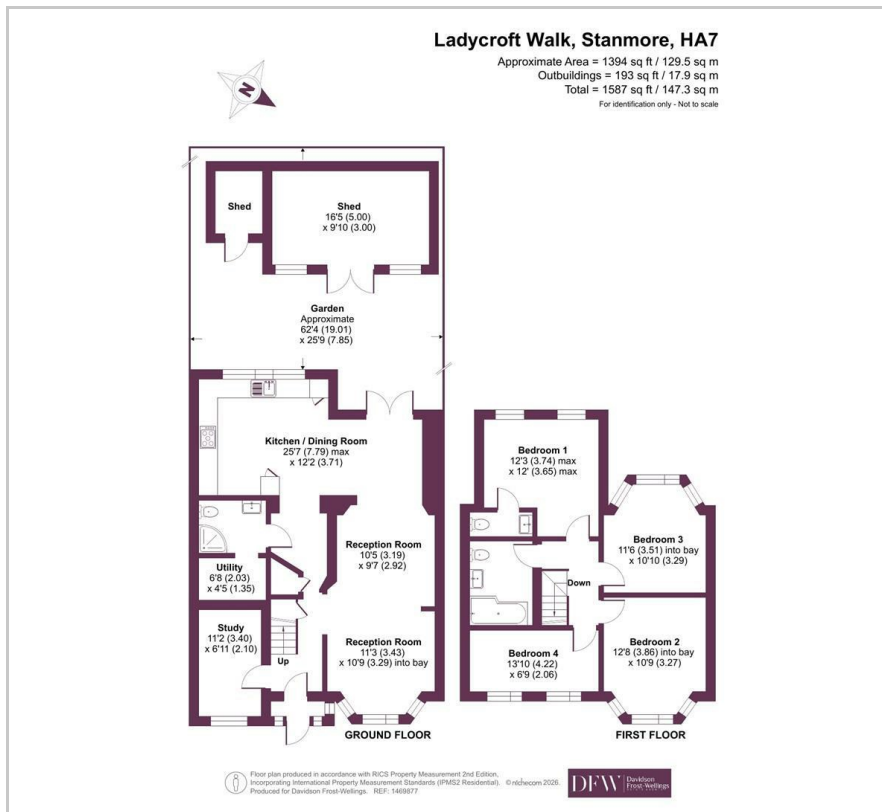 Ladycroft Walk, Stanmore, HA7
Approximate Area = 1394 sq ft / 129.5 sq m
Outbuildings = 193 sq ft / 17.9 sq m
Total = 1587 sq ft / 147.3 sq m
For identification only - Not to scale
N
Shed
Shed
16'5 (5.00)
x 9'10 (3.00)
Garden
Approximate
62'4 (19.01)
x 25'9 (7.85)
Kitchen / Dining Room
25'7 (7.79) max
x 12'2 (3.71)
Reception Room
10'5 (3.19)
x 9'7 (2.92)
Utility
6'8 (2.03)
x 4'5 (1.35)
Study
11'2 (3.40)
x 6'11 (2.10)
Up
Reception Room
11'3 (3.43)
x 10'9 (3.29) into bay
GROUND FLOOR
Bedroom 1
12'3 (3.74) max
x 12' (3.65) max
Bedroom 3
11'6 (3.51) into bay
x 10'10 (3.29)
Down
Bedroom 2
12'8 (3.86) into bay
x 10'9 (3.27)
Bedroom 4
13'10 (4.22)
x 6'9 (2.06)
FIRST FLOOR
Floor plan produced in accordance with RICS Property Measurement 2nd Edition,
Incorporating International Property Measurement Standards (IPMS2 Residential). © nichecom 2026.
Produced for Davidson Frost-Wellings. REF: 1469877
DFW
Davidson
Frost-Wellings